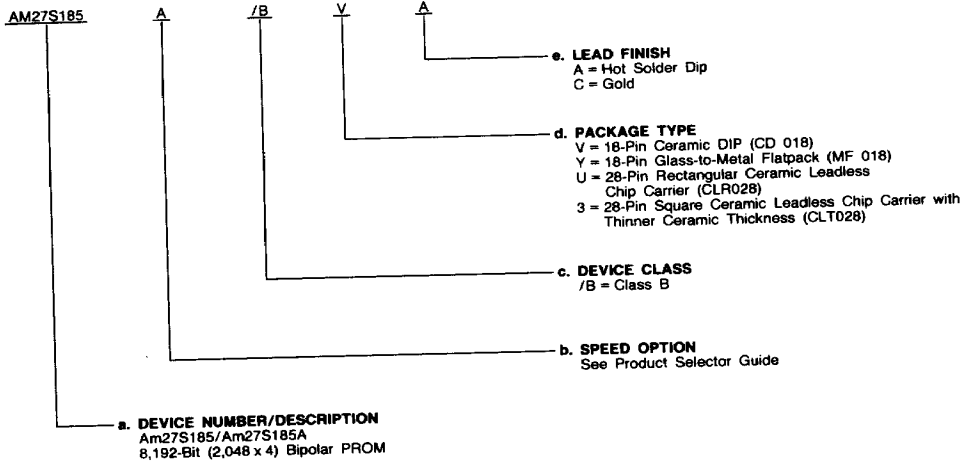 AM27S185 A /B V A
e. LEAD FINISH
A = Hot Solder Dip
C = Gold
d. PACKAGE TYPE
V = 18-Pin Ceramic DIP (CD 018)
Y = 18-Pin Glass-to-Metal Flatpack (MF 018)
U = 28-Pin Rectangular Ceramic Leadless
Chip Carrier (CLR028)
3 = 28-Pin Square Ceramic Leadless Chip Carrier with
Thinner Ceramic Thickness (CLT028)
c. DEVICE CLASS
/B = Class B
b. SPEED OPTION
See Product Selector Guide
a. DEVICE NUMBER/DESCRIPTION
Am27S185/Am27S185A
8,192-Bit (2,048 x 4) Bipolar PROM